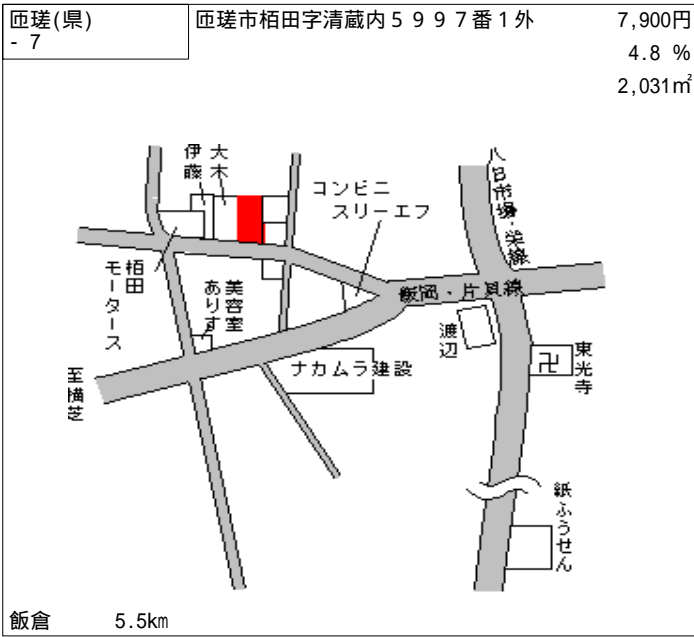 匝瑳(県)
- 7
匝瑳市栢田字清蔵内5997番1外
7,900円
4.8 %
2,031㎡
伊藤
大木
コンビニ
スリーエフ
八日市場・栄線
栢田
モータース
美容室
ありす
飯岡・片貝線
渡辺
東光寺
ナカムラ建設
至横芝
紙ふうせん
飯倉
5.5km